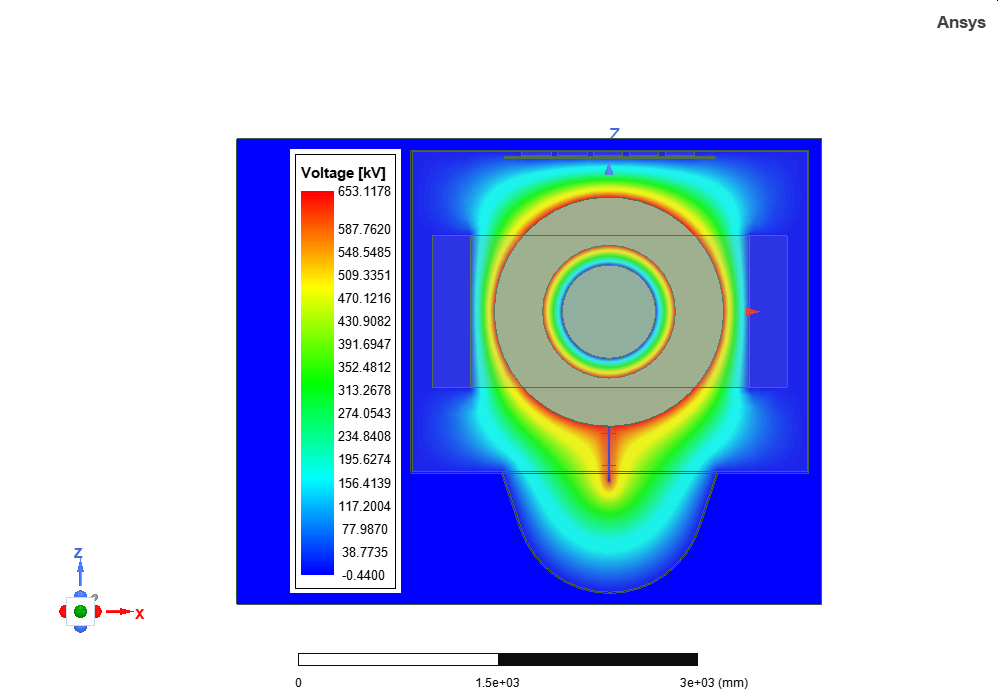 Ansys
Z
Voltage [kV]
653.1178
587.7620
548.5485
509.3351
470.1216
430.9082
391.6947
352.4812
313.2678
274.0543
234.8408
195.6274
156.4139
117.2004
77.9870
38.7735
-0.4400
Z
X
0
1.5e+03
3e+03 (mm)